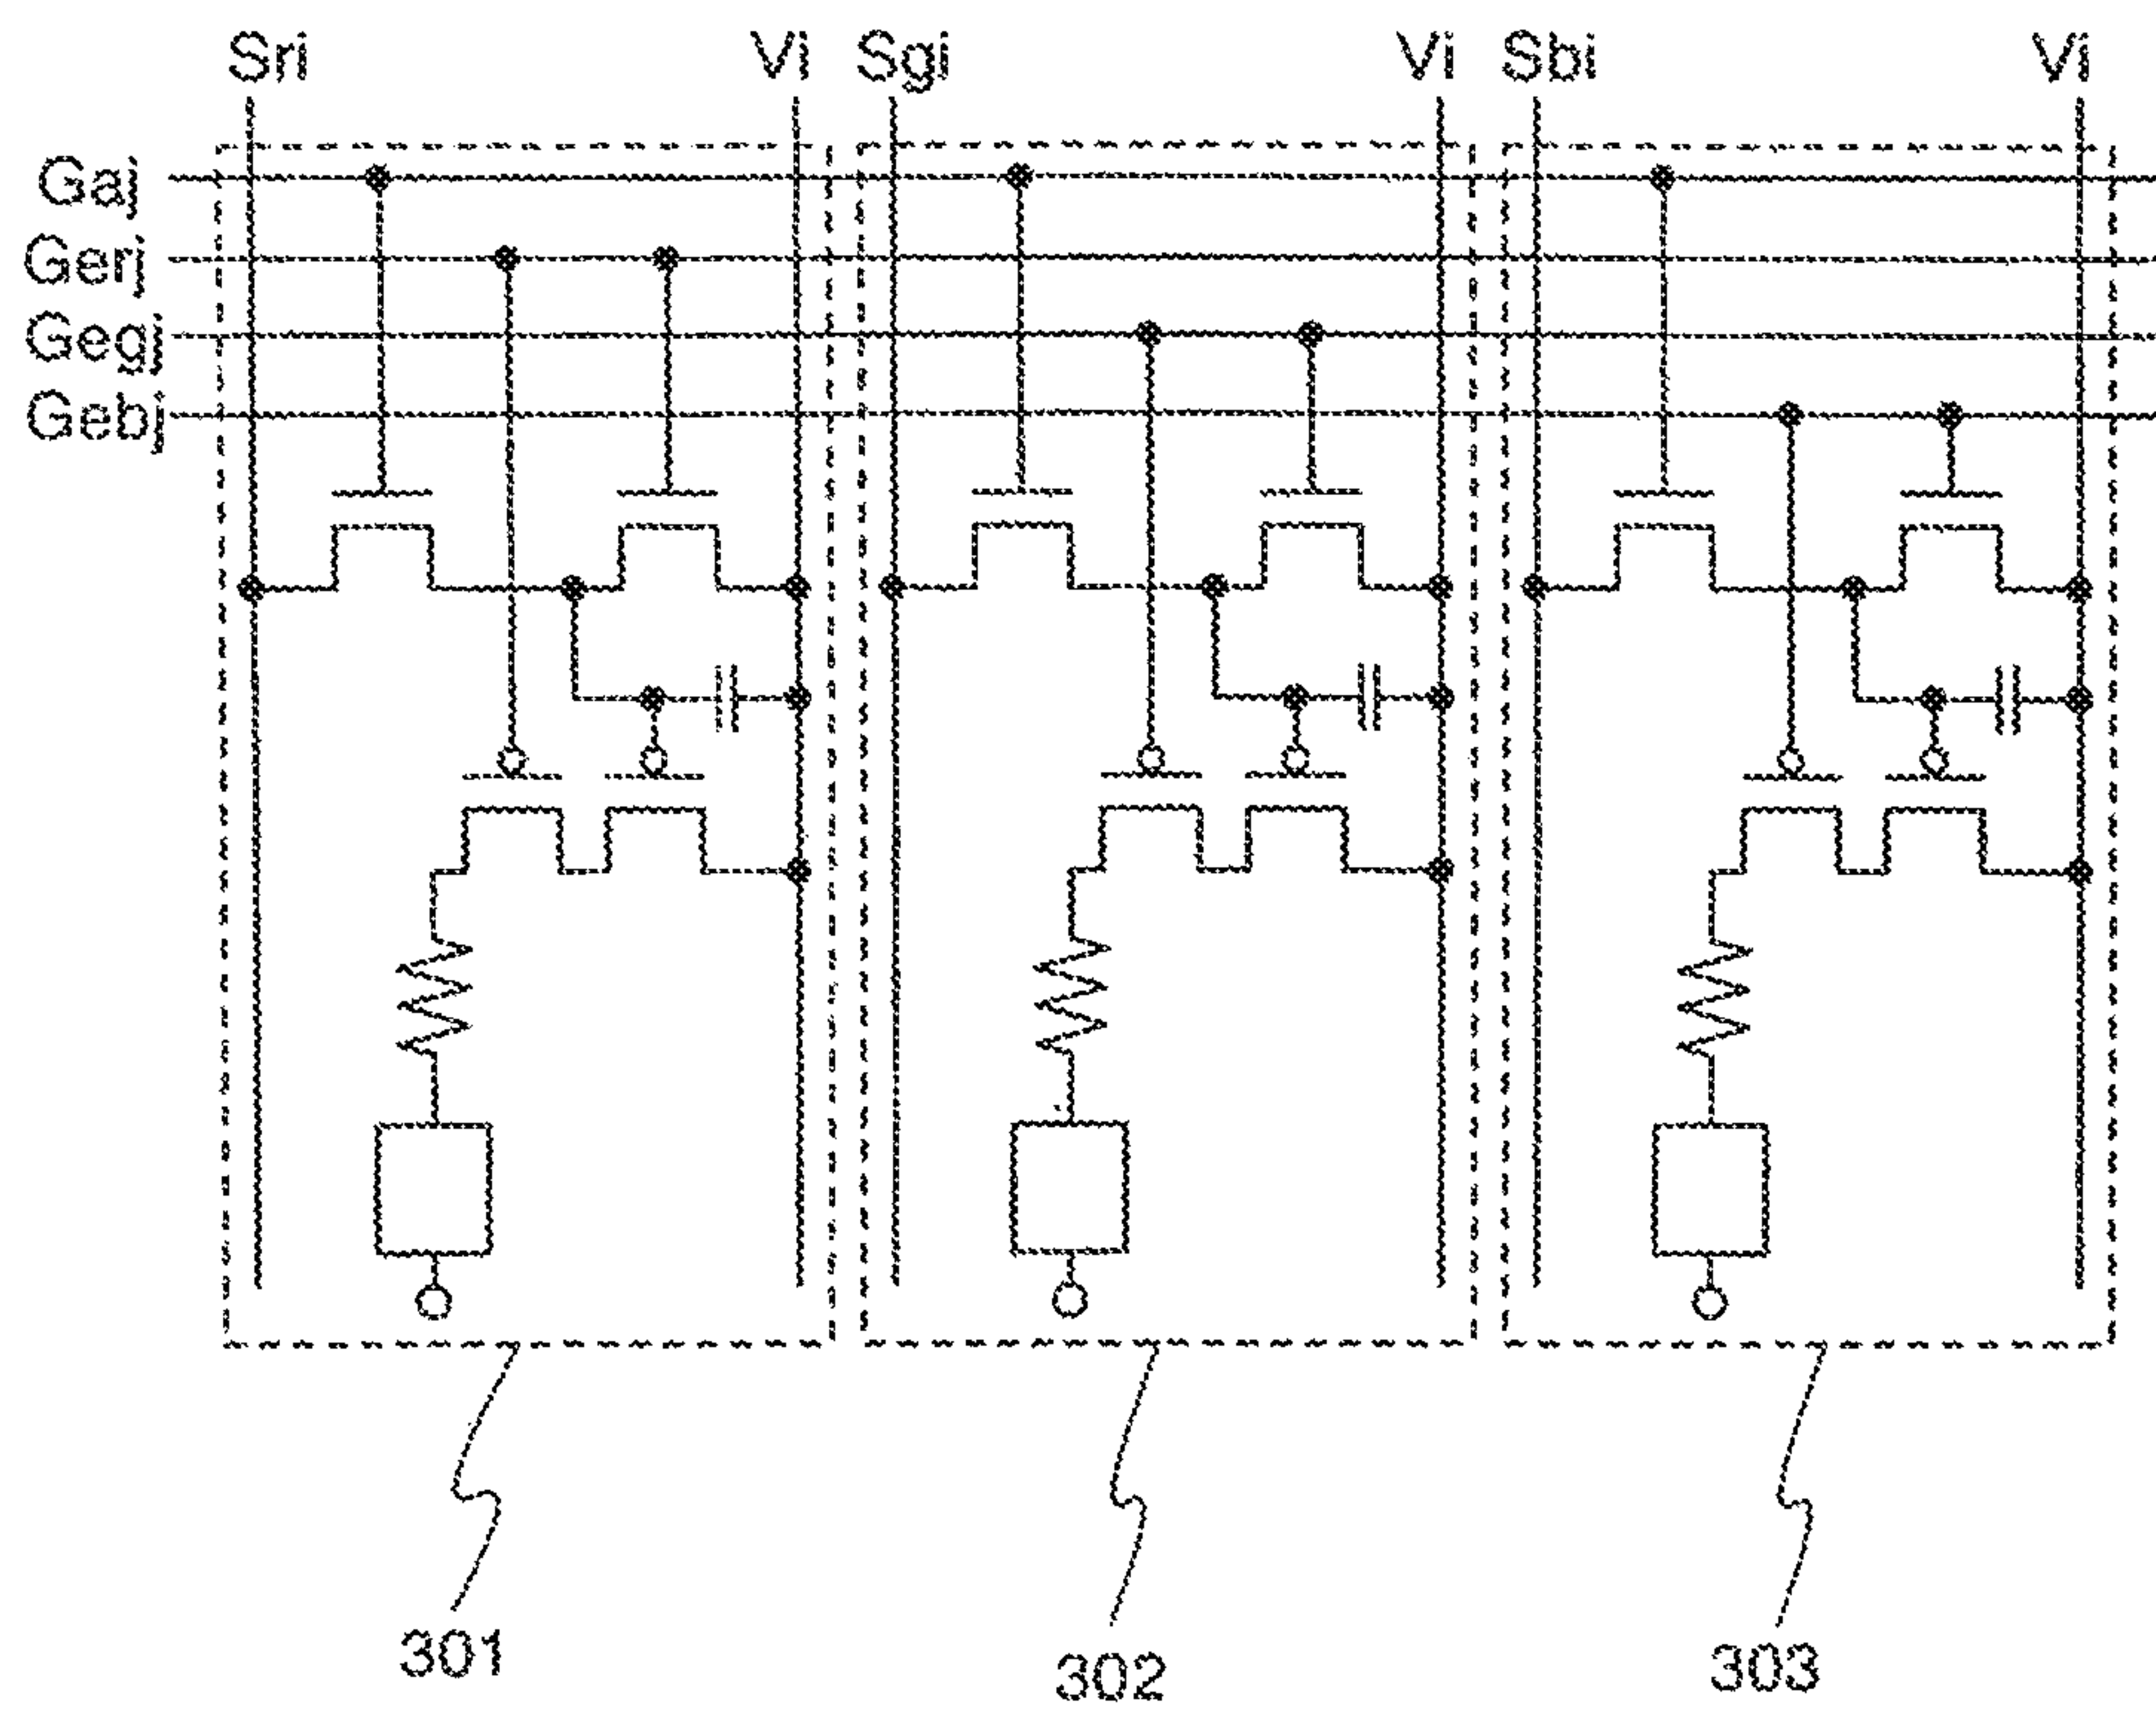 Sri Vi Sgi Vi Sbi Vi
Gaj
Gerj
Gegj
Gebj
301 302 303